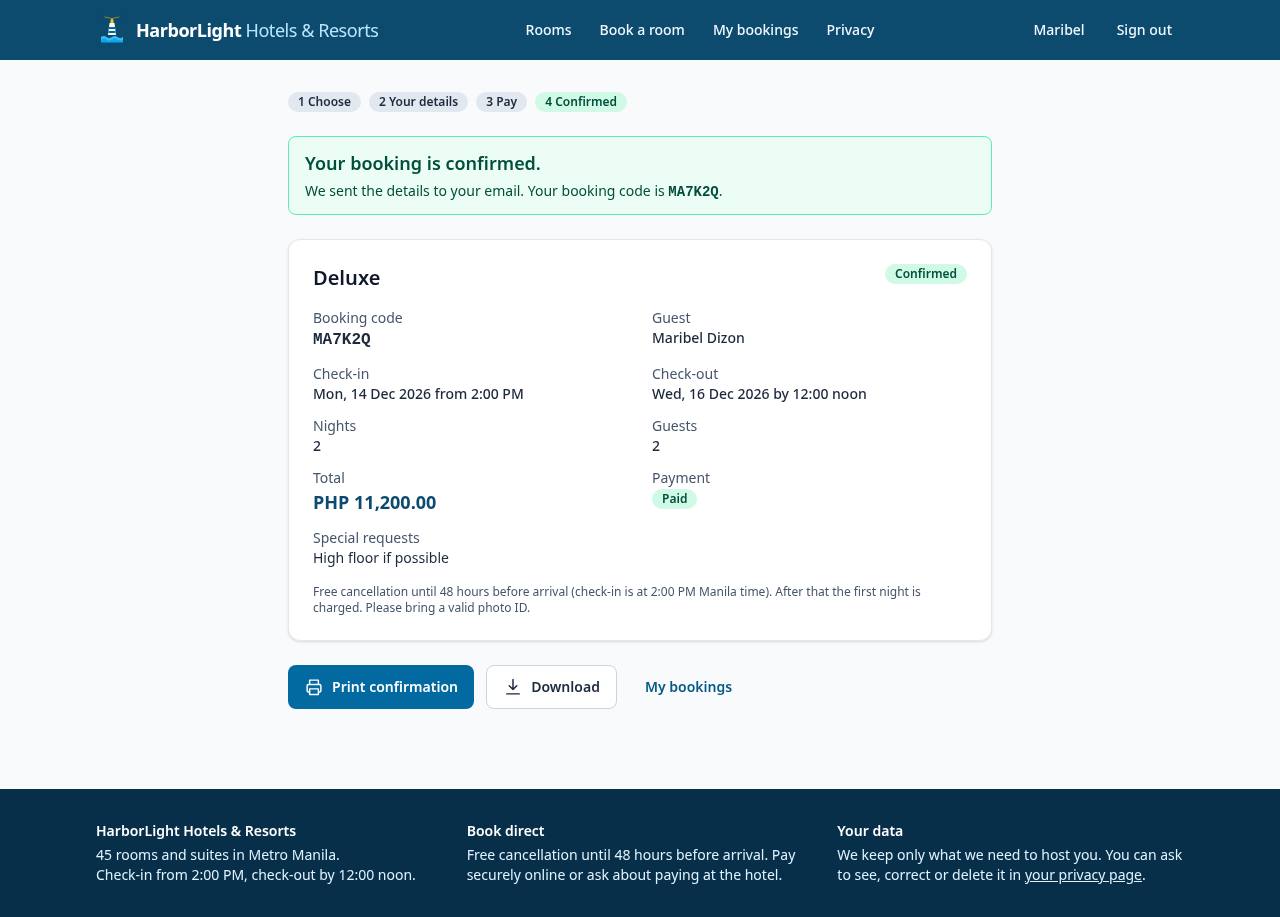 HarborLight Hotels & Resorts
Rooms
Book a room
My bookings
Privacy
Maribel
Sign out
1 Choose
2 Your details
3 Pay
4 Confirmed
Your booking is confirmed.
We sent the details to your email. Your booking code is MA7K2Q.
Deluxe
Confirmed
Booking code
MA7K2Q
Guest
Maribel Dizon
Check-in
Mon, 14 Dec 2026 from 2:00 PM
Check-out
Wed, 16 Dec 2026 by 12:00 noon
Nights
2
Guests
2
Total
PHP 11,200.00
Payment
Paid
Special requests
High floor if possible
Free cancellation until 48 hours before arrival (check-in is at 2:00 PM Manila time). After that the first night is
charged. Please bring a valid photo ID.
Print confirmation
Download
My bookings
HarborLight Hotels & Resorts
45 rooms and suites in Metro Manila.
Check-in from 2:00 PM, check-out by 12:00 noon.
Book direct
Free cancellation until 48 hours before arrival. Pay
securely online or ask about paying at the hotel.
Your data
We keep only what we need to host you. You can ask
to see, correct or delete it in your privacy page.